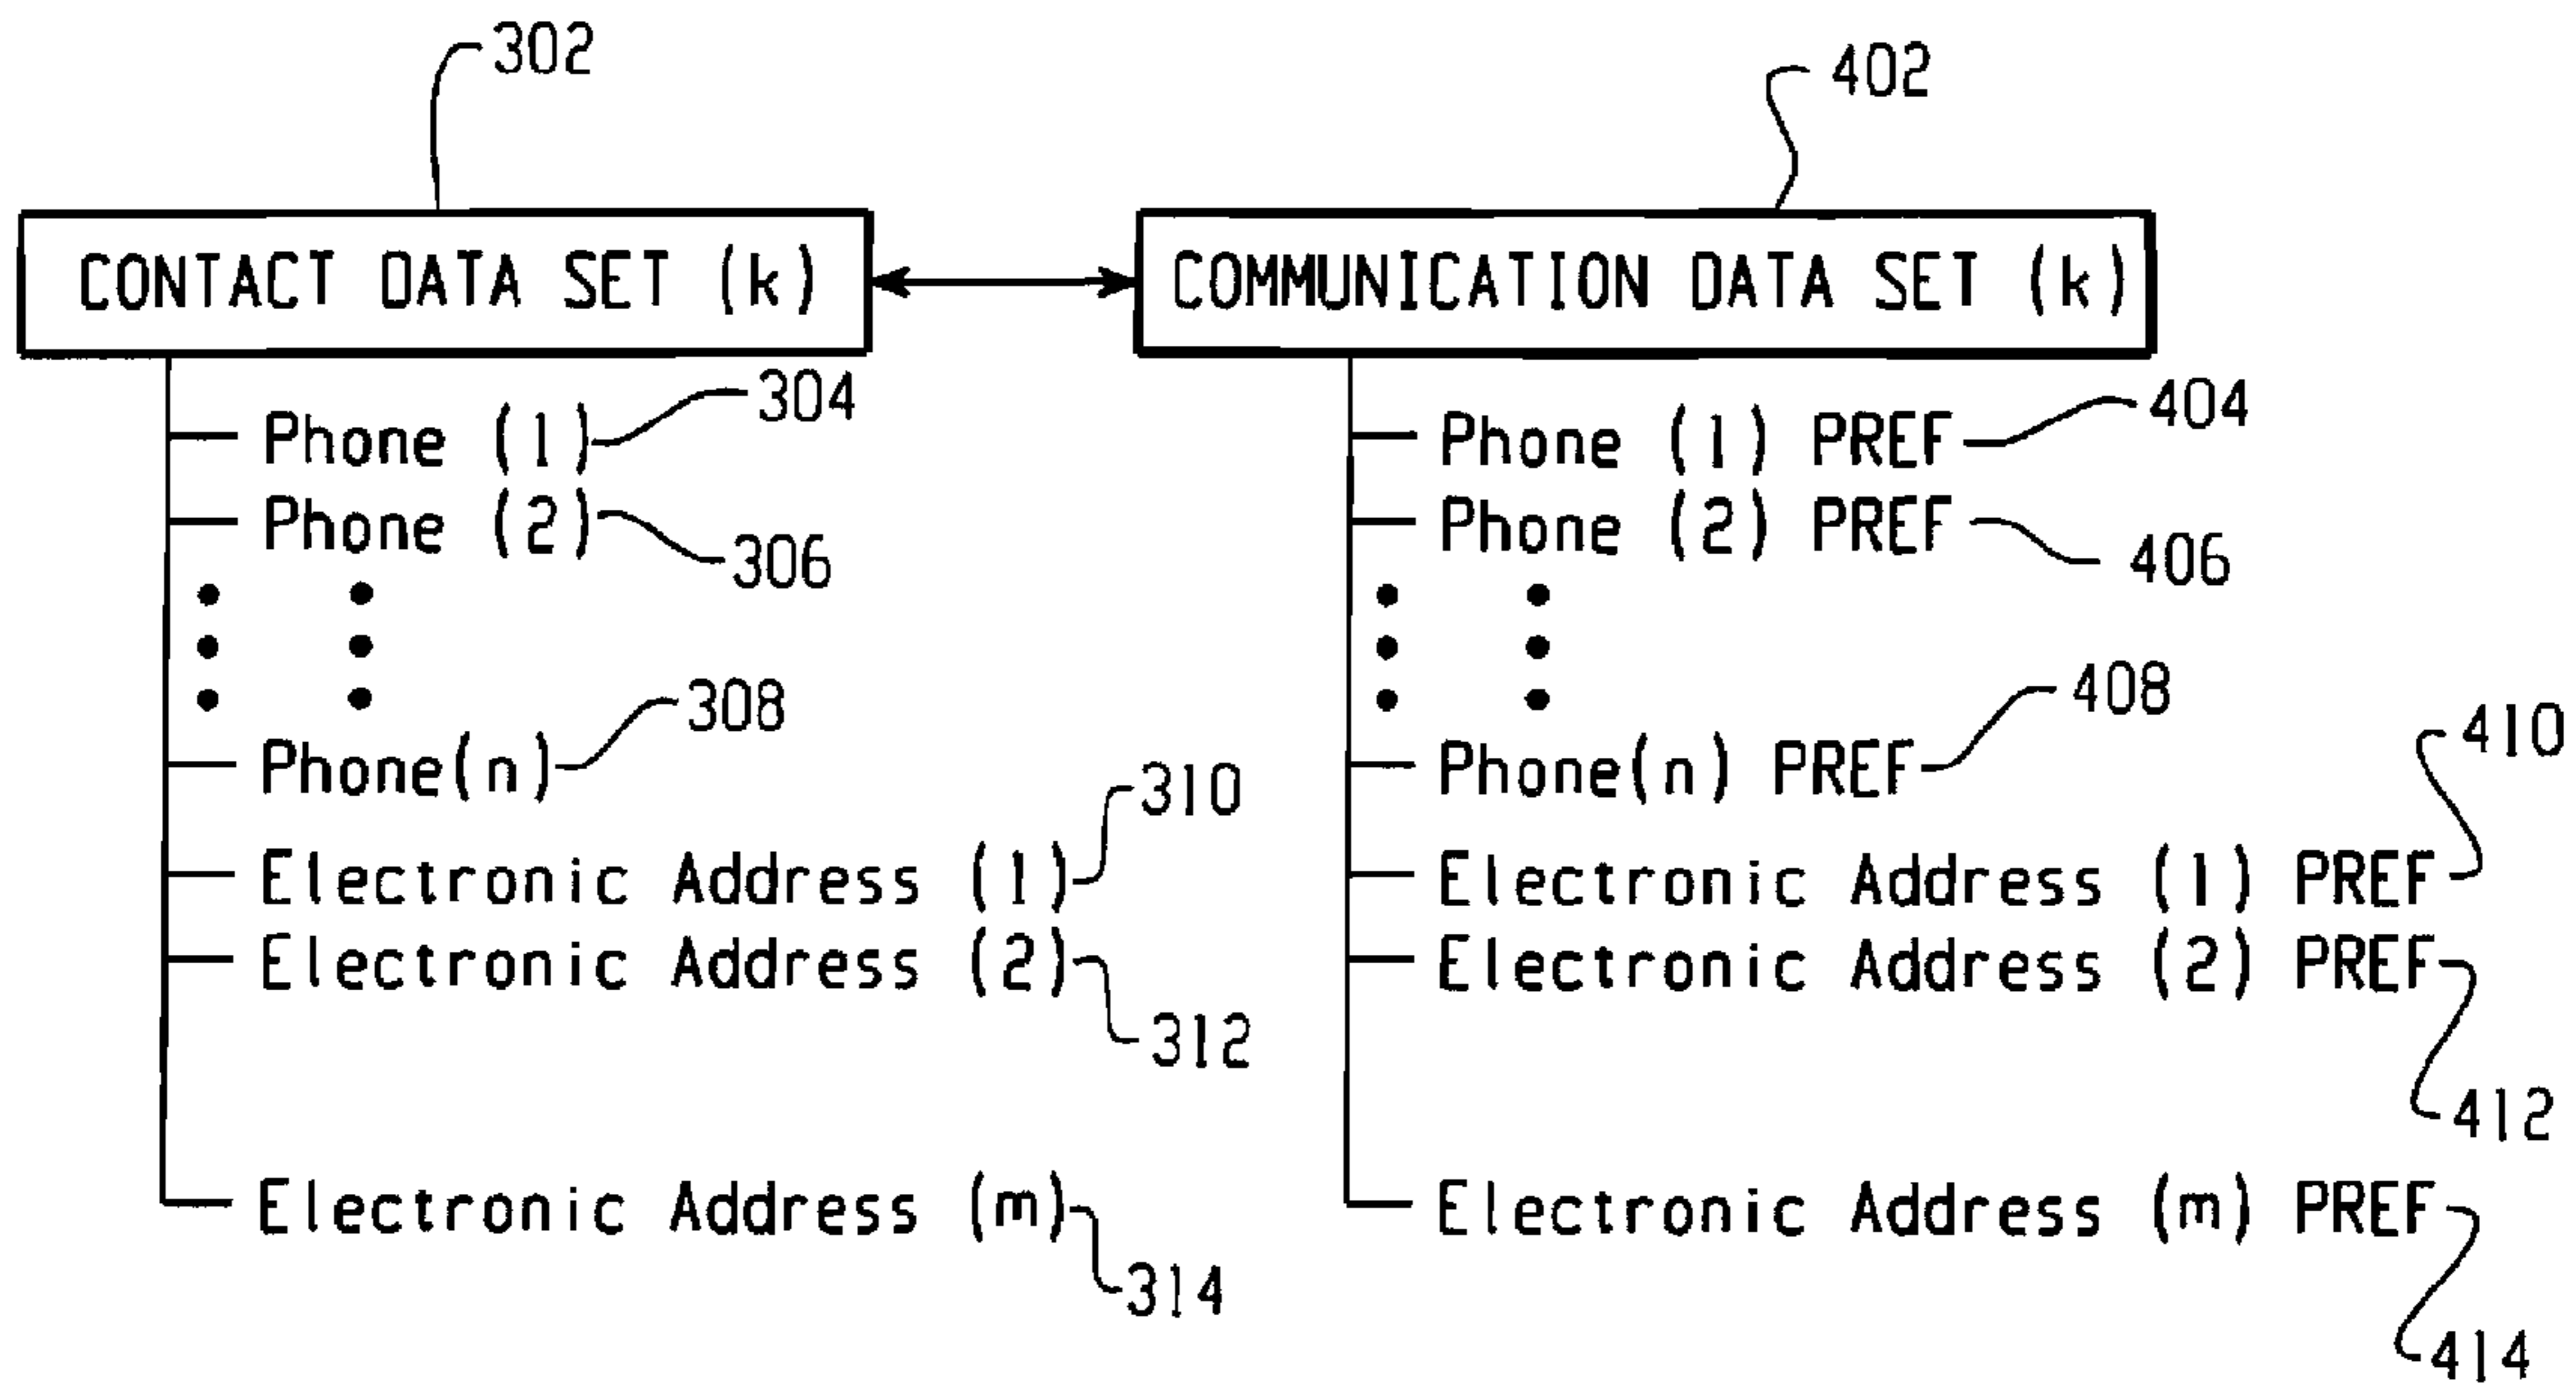 302
402
CONTACT DATA SET (k)
COMMUNICATION DATA SET (k)
Phone (1)
304
Phone (2)
306
Phone(n)
308
Electronic Address (1)
310
Electronic Address (2)
312
Electronic Address (m)
314
Phone (1) PREF
404
Phone (2) PREF
406
Phone(n) PREF
408
Electronic Address (1) PREF
410
Electronic Address (2) PREF
412
Electronic Address (m) PREF
414